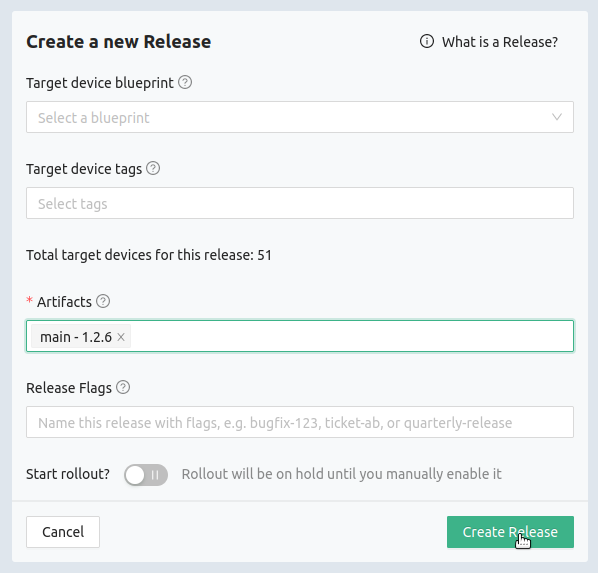 Create a new Release
What is a Release?
Target device blueprint
Select a blueprint
Target device tags
Select tags
Total target devices for this release: 51
* Artifacts
main - 1.2.6
Release Flags
Name this release with flags, e.g. bugfix-123, ticket-ab, or quarterly-release
Start rollout? Rollout will be on hold until you manually enable it
Cancel
Create Release